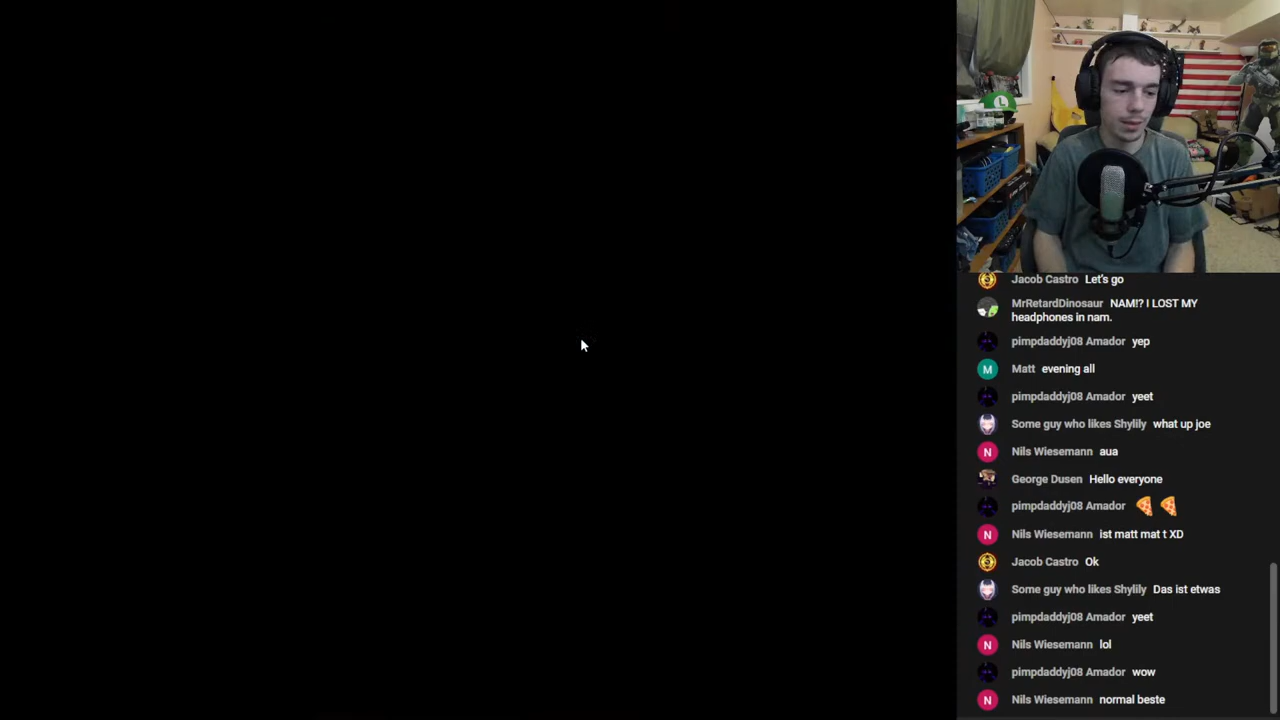 L
Jacob Castro Let's go
MrRetardDinosaur NAM!? I LOST MY
headphones in nam.
pimpdaddyj08 Amador yep
M Matt evening all
pimpdaddyj08 Amador yeet
Some guy who likes Shylily what up joe
N Nils Wiesemann aua
George Dusen Hello everyone
pimpdaddyj08 Amador 🍕 🍕
N Nils Wiesemann ist matt mat t XD
Jacob Castro Ok
Some guy who likes Shylily Das ist etwas
pimpdaddyj08 Amador yeet
N Nils Wiesemann lol
pimpdaddyj08 Amador wow
N Nils Wiesemann normal beste